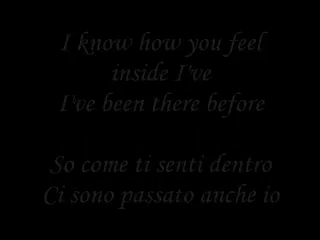 I know how you feel
inside I've
I've been there before
So come ti senti dentro
Ci sono passato anche io